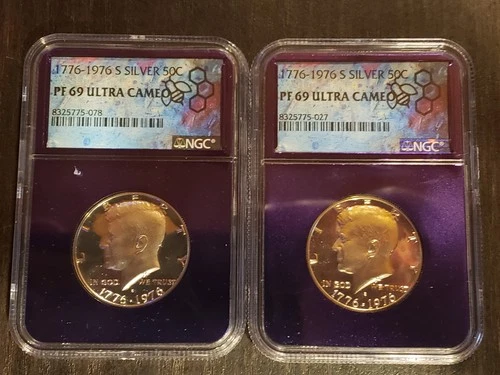 1776-1976 S SILVER 50C
PF 69 ULTRA CAMEO
8325775-078
NGC®
LIBERTY
IN GOD WE TRUST
1776·1976
1776-1976 S SILVER 50C
PF 69 ULTRA CAMEO
8325775-027
NGC®
LIBERTY
IN GOD WE TRUST
1776·1976